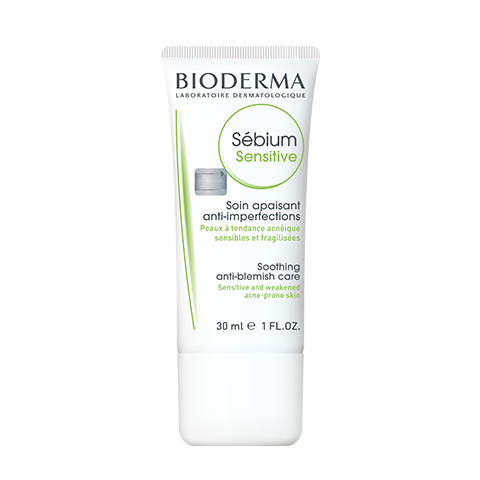 BIODERMA
LABORATOIRE DERMATOLOGIQUE
Sébium
Sensitive
Soin apaisant
anti-imperfections
Peaux à tendance acnéique
sensibles et fragilisées
Soothing
anti-blemish care
Sensitive and weakened
acne-prone skin
30 ml ℮ 1 FL.OZ.